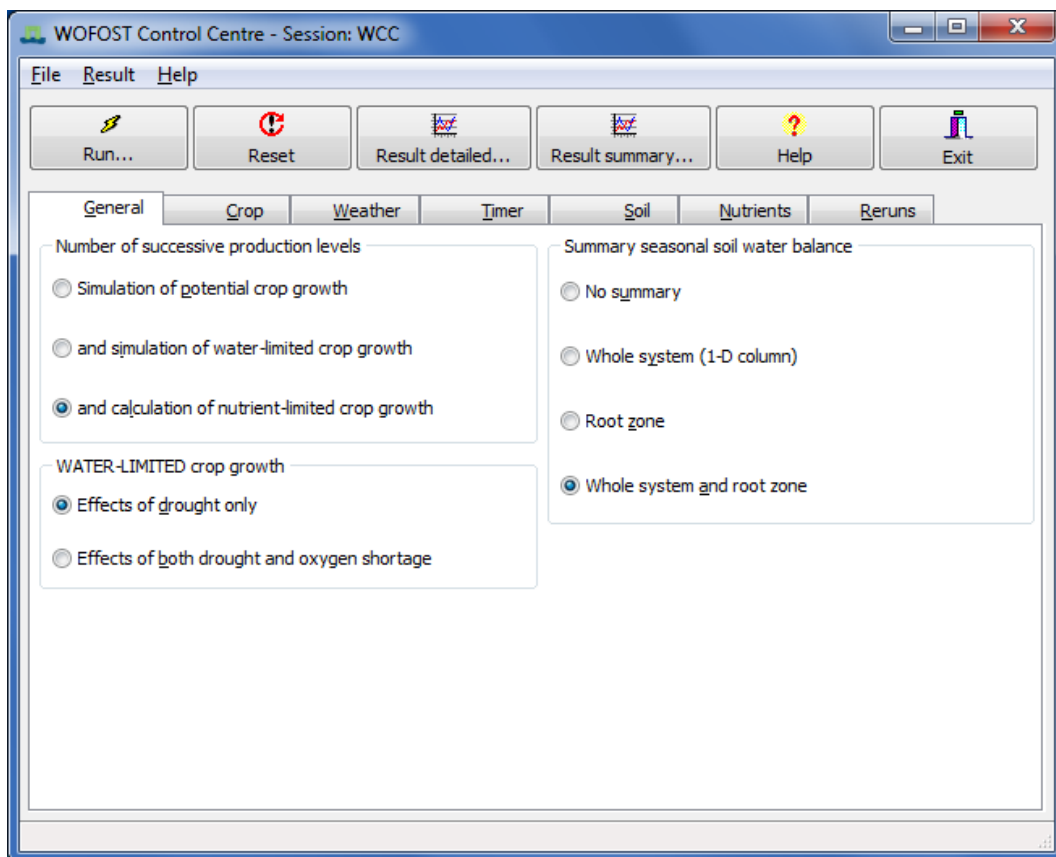 WOFOST Control Centre - Session: WCC
File Result Help
Run... Reset Result detailed... Result summary... Help Exit
General Crop Weather Timer Soil Nutrients Reruns
Number of successive production levels
Simulation of potential crop growth
and simulation of water-limited crop growth
and calculation of nutrient-limited crop growth
WATER-LIMITED crop growth
Effects of drought only
Effects of both drought and oxygen shortage
Summary seasonal soil water balance
No summary
Whole system (1-D column)
Root zone
Whole system and root zone